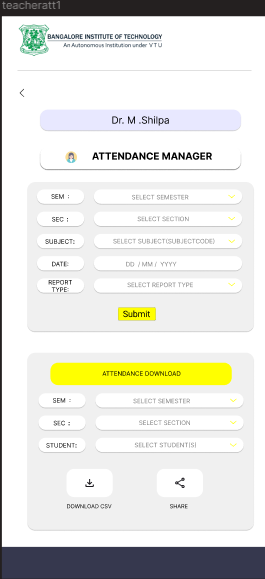 teacheratt1
BANGALORE INSTITUTE OF TECHNOLOGY
An Autonomous Institution under V T U
Dr. M .Shilpa
ATTENDANCE MANAGER
SEM : SELECT SEMESTER
SEC : SELECT SECTION
SUBJECT: SELECT SUBJECT(SUBJECTCODE)
DATE: DD / MM / YYYY
REPORT
TYPE: SELECT REPORT TYPE
Submit
ATTENDANCE DOWNLOAD
SEM : SELECT SEMESTER
SEC : SELECT SECTION
STUDENT: SELECT STUDENT(S)
DOWNLOAD CSV SHARE